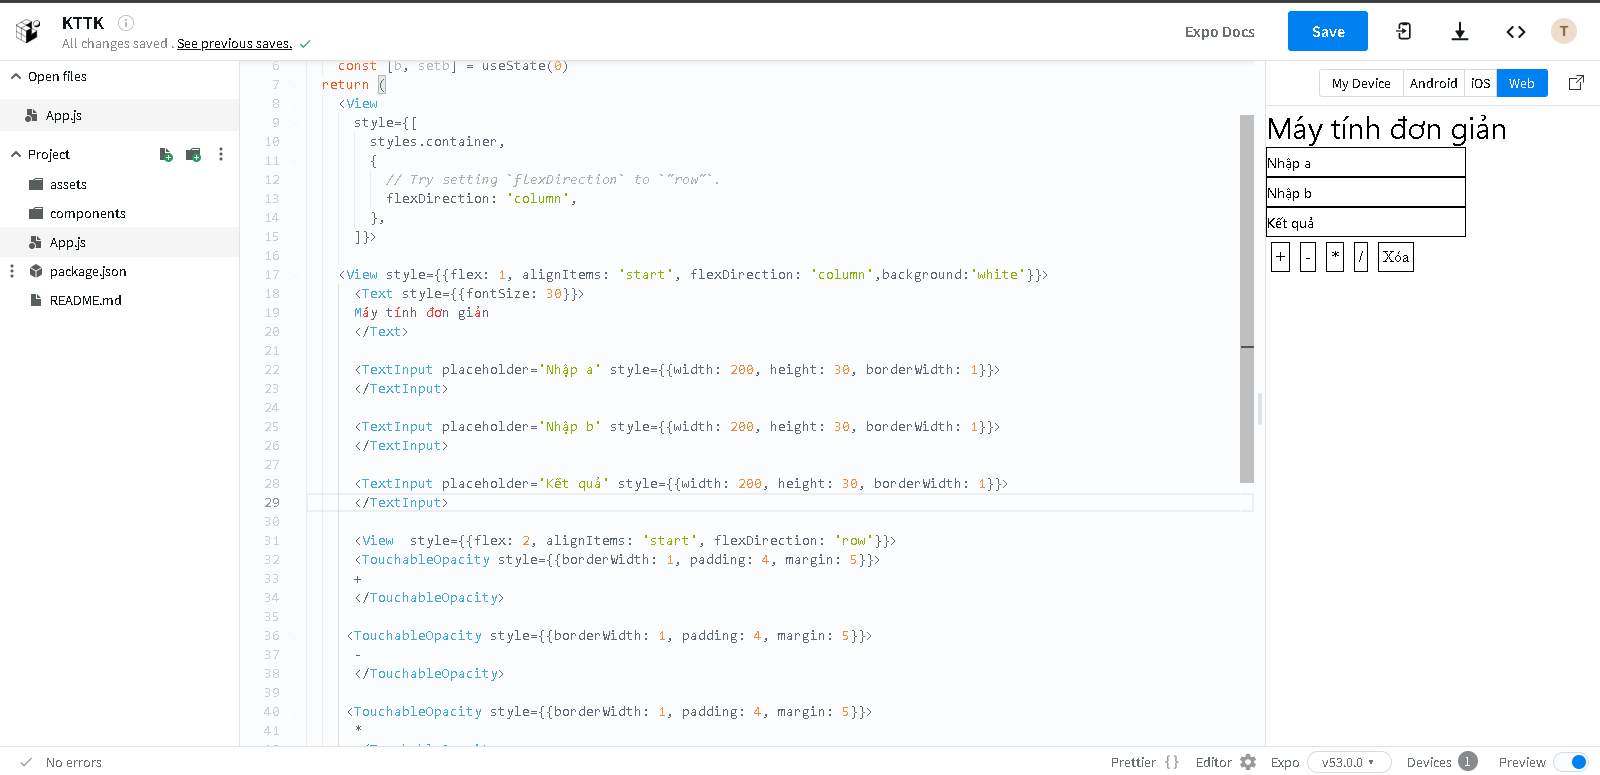 KTTK
All changes saved . See previous saves.
Expo Docs
Save
T
Open files
App.js
Project
assets
components
App.js
package.json
README.md
6 const [b, setb] = useState(0)
7 return (
8 <View
9 style={[
10 styles.container,
11 {
12 // Try setting `flexDirection` to `"row"`.
13 flexDirection: 'column',
14 },
15 ]}>
16
17 <View style={{flex: 1, alignItems: 'start', flexDirection: 'column',background:'white'}}>
18 <Text style={{fontSize: 30}}>
19 Máy tính đơn giản
20 </Text>
21
22 <TextInput placeholder='Nhập a' style={{width: 200, height: 30, borderWidth: 1}}>
23 </TextInput>
24
25 <TextInput placeholder='Nhập b' style={{width: 200, height: 30, borderWidth: 1}}>
26 </TextInput>
27
28 <TextInput placeholder='Kết quả' style={{width: 200, height: 30, borderWidth: 1}}>
29 </TextInput>
30
31 <View  style={{flex: 2, alignItems: 'start', flexDirection: 'row'}}>
32 <TouchableOpacity style={{borderWidth: 1, padding: 4, margin: 5}}>
33 +
34 </TouchableOpacity>
35
36 <TouchableOpacity style={{borderWidth: 1, padding: 4, margin: 5}}>
37 -
38 </TouchableOpacity>
39
40 <TouchableOpacity style={{borderWidth: 1, padding: 4, margin: 5}}>
41 *
My Device Android iOS Web
Máy tính đơn giản
Nhập a
Nhập b
Kết quả
+ - * / Xóa
No errors
Prettier {} Editor Expo v53.0.0 Devices 1 Preview